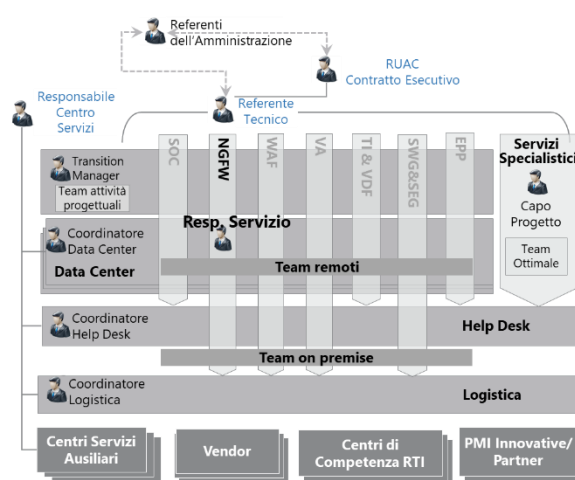 Referenti
dell'Amministrazione
RUAC
Contratto Esecutivo
Responsabile
Centro
Servizi
Referente
Tecnico
SOC
NGFW
WAF
VA
TI & VDF
SWG&SEG
EPP
Servizi
Specialistici
Transition
Manager
Team attività
progettuali
Capo
Progetto
Team
Ottimale
Resp. Servizio
Coordinatore
Data Center
Data Center
Team remoti
Coordinatore
Help Desk
Help Desk
Team on premise
Coordinatore
Logistica
Logistica
Centri Servizi
Ausiliari
Vendor
Centri di
Competenza RTI
PMI Innovative/
Partner